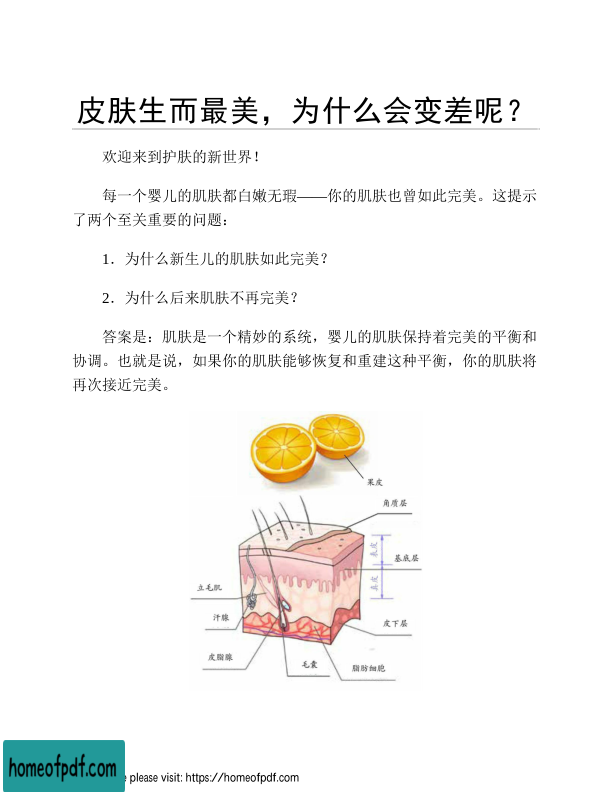 皮肤生而最美，为什么会变差呢？
欢迎来到护肤的新世界！
每一个婴儿的肌肤都白嫩无瑕——你的肌肤也曾如此完美。这提示
了两个至关重要的问题：
1．为什么新生儿的肌肤如此完美？
2．为什么后来肌肤不再完美？
答案是：肌肤是一个精妙的系统，婴儿的肌肤保持着完美的平衡和
协调。也就是说，如果你的肌肤能够恢复和重建这种平衡，你的肌肤将
再次接近完美。
果皮
角质层
表皮
基底层
真皮
立毛肌
汗腺
皮下层
皮脂腺
毛囊
脂肪细胞
homeofpdf.com
e please visit: https://homeofpdf.com